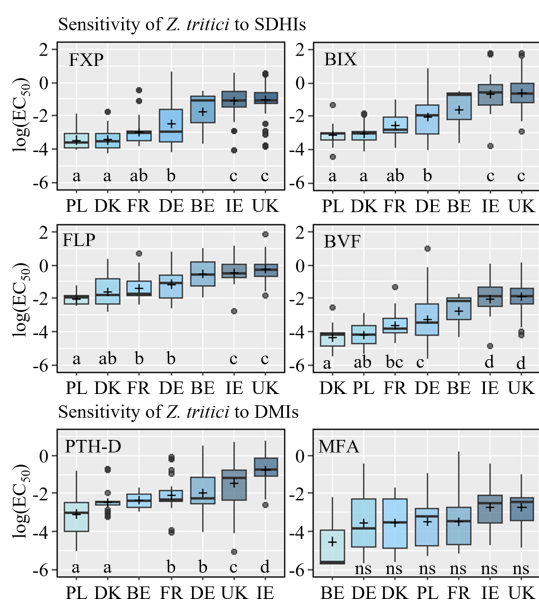 Sensitivity of Z. tritici to SDHIs
FXP
BIX
log(EC50)
2
0
-2
-4
-6
a a ab b c c
PL DK FR DE BE IE UK
2
0
-2
-4
-6
a a ab b c c
PL DK FR DE BE IE UK
FLP
BVF
log(EC50)
2
0
-2
-4
-6
a ab b b c c
PL DK FR DE BE IE UK
2
0
-2
-4
-6
a ab bc c d d
DK PL FR DE BE IE UK
Sensitivity of Z. tritici to DMIs
PTH-D
MFA
log(EC50)
0
-2
-4
-6
a a b b c d
PL DK BE FR DE UK IE
0
-2
-4
-6
ns ns ns ns ns ns
BE DE DK PL FR IE UK